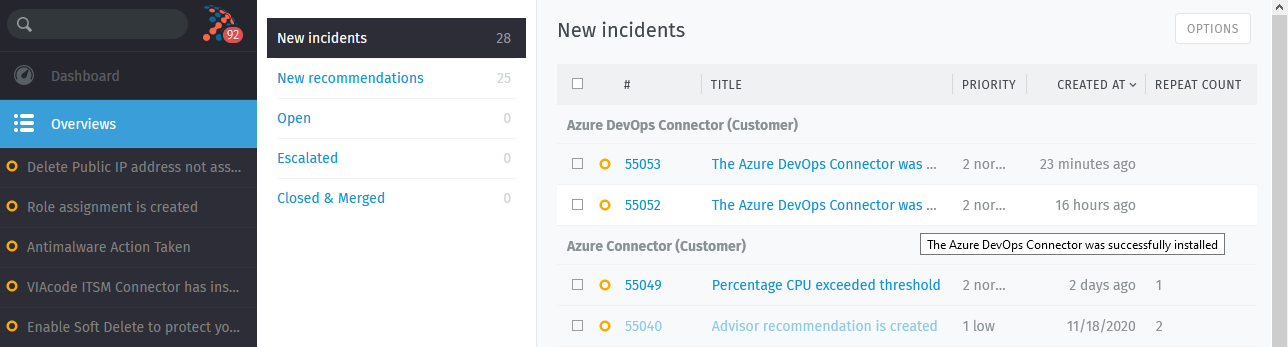 92
Dashboard
Overviews
Delete Public IP address not ass...
Role assignment is created
Antimalware Action Taken
VIAcode ITSM Connector has ins...
Enable Soft Delete to protect yo...
New incidents 28
New recommendations 25
Open 0
Escalated 0
Closed & Merged 0
New incidents
OPTIONS
# TITLE PRIORITY CREATED AT REPEAT COUNT
Azure DevOps Connector (Customer)
55053 The Azure DevOps Connector was ... 2 nor... 23 minutes ago
55052 The Azure DevOps Connector was ... 2 nor... 16 hours ago
Azure Connector (Customer)
The Azure DevOps Connector was successfully installed
55049 Percentage CPU exceeded threshold 2 nor... 2 days ago 1
55040 Advisor recommendation is created 1 low 11/18/2020 2